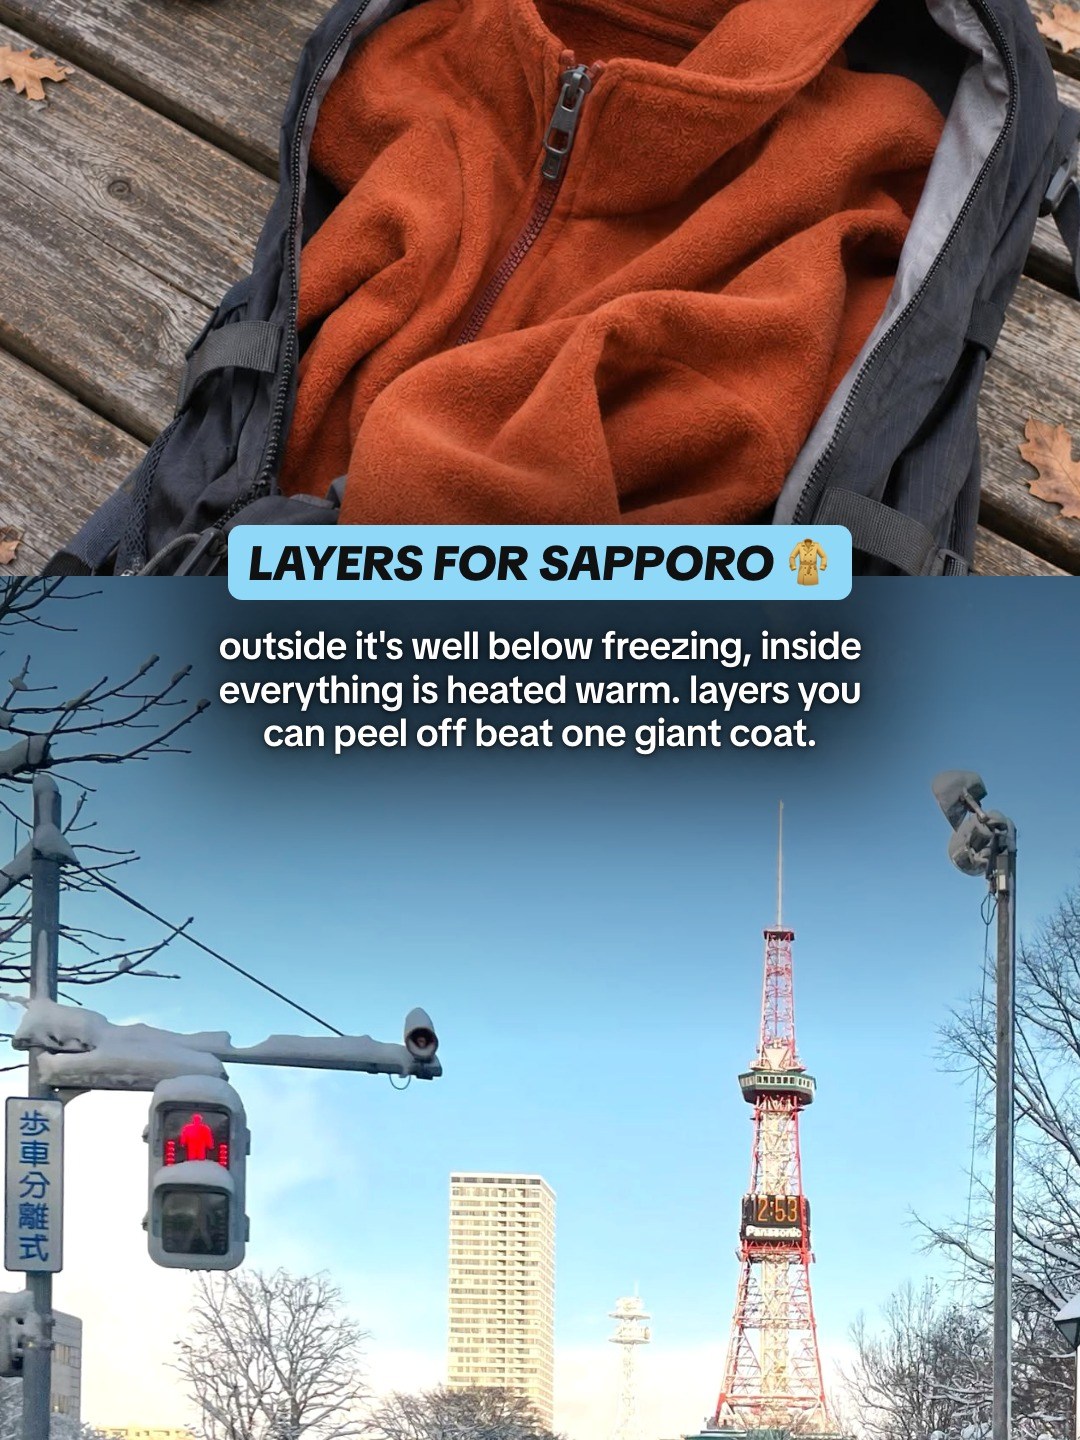 LAYERS FOR SAPPORO 🧥
outside it's well below freezing, inside
everything is heated warm. layers you
can peel off beat one giant coat.
歩車分離式
2:53
Panasonic